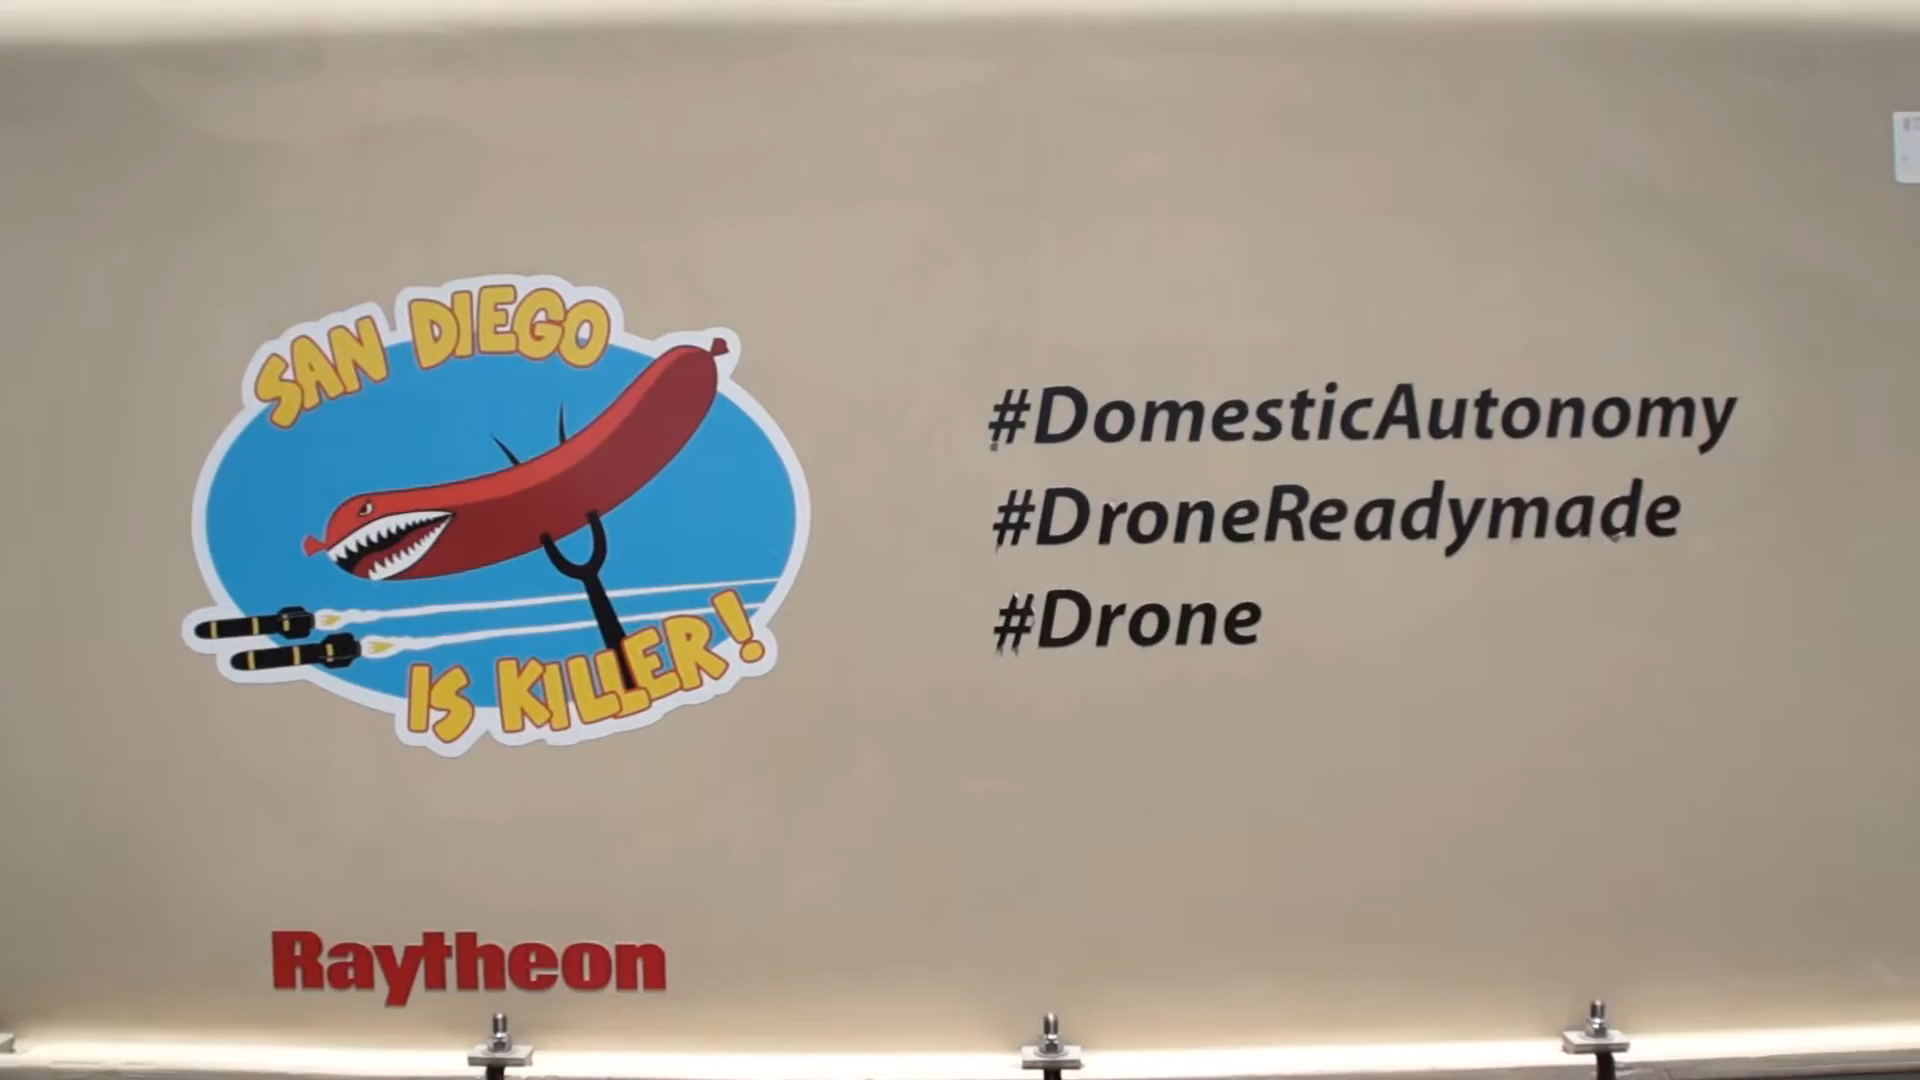 SAN DIEGO
IS KILLER!
#DomesticAutonomy
#DroneReadymade
#Drone
Raytheon